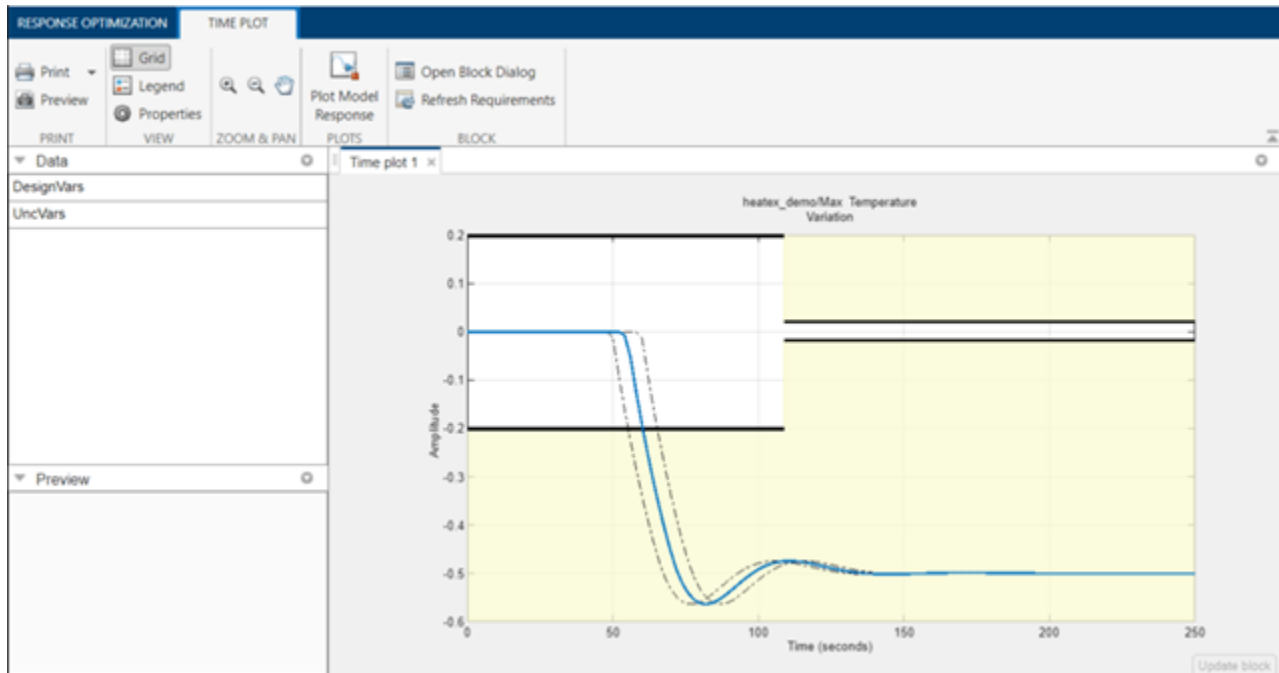 RESPONSE OPTIMIZATION TIME PLOT
Print
Preview
Grid
Legend
Properties
Plot Model
Response
Open Block Dialog
Refresh Requirements
PRINT VIEW ZOOM & PAN PLOTS BLOCK
Data
DesignVars
UncVars
Preview
Time plot 1
heatex_demo/Max Temperature
Variation
Amplitude
0.2
0.1
0
-0.1
-0.2
-0.3
-0.4
-0.5
-0.6
0 50 100 150 200 250
Time (seconds)
Update block